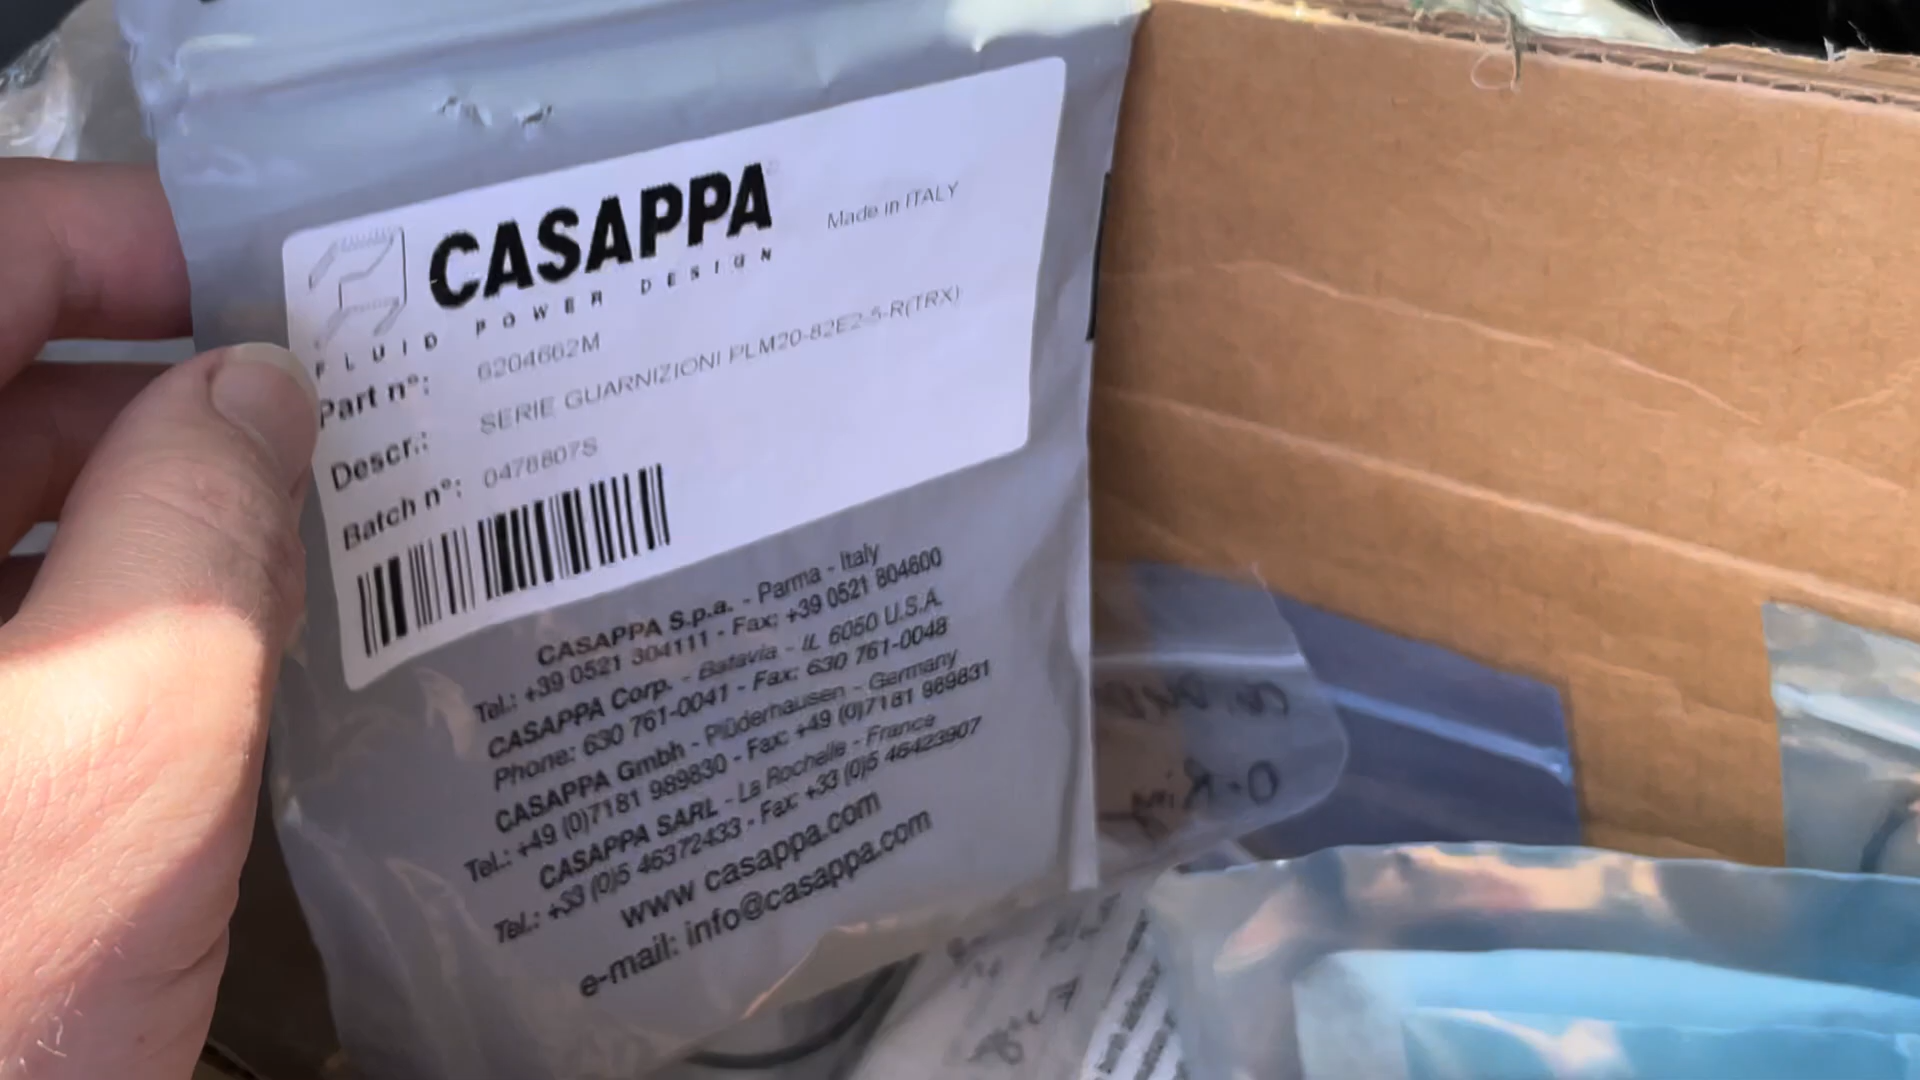 CASAPPA
FLUID POWER DESIGN
Made in ITALY
Part n°: 6204662M
Descr.: SERIE GUARNIZIONI PLM20-82E2-5-R(TRX)
Batch n°: 0478807S
CASAPPA S.p.a. - Parma - Italy
Tel.: +39 0521 304111 - Fax: +39 0521 804600
CASAPPA Corp. - Batavia - IL 6050 U.S.A.
Phone: 630 761-0041 - Fax: 630 761-0048
CASAPPA Gmbh - Plüderhausen - Germany
Tel.: +49 (0)7181 989830 - Fax: +49 (0)7181 989831
CASAPPA SARL - La Rochelle - France
Tel.: +33 (0)5 46372433 - Fax: +33 (0)5 46423907
www casappa.com
e-mail: info@casappa.com
O-Ring